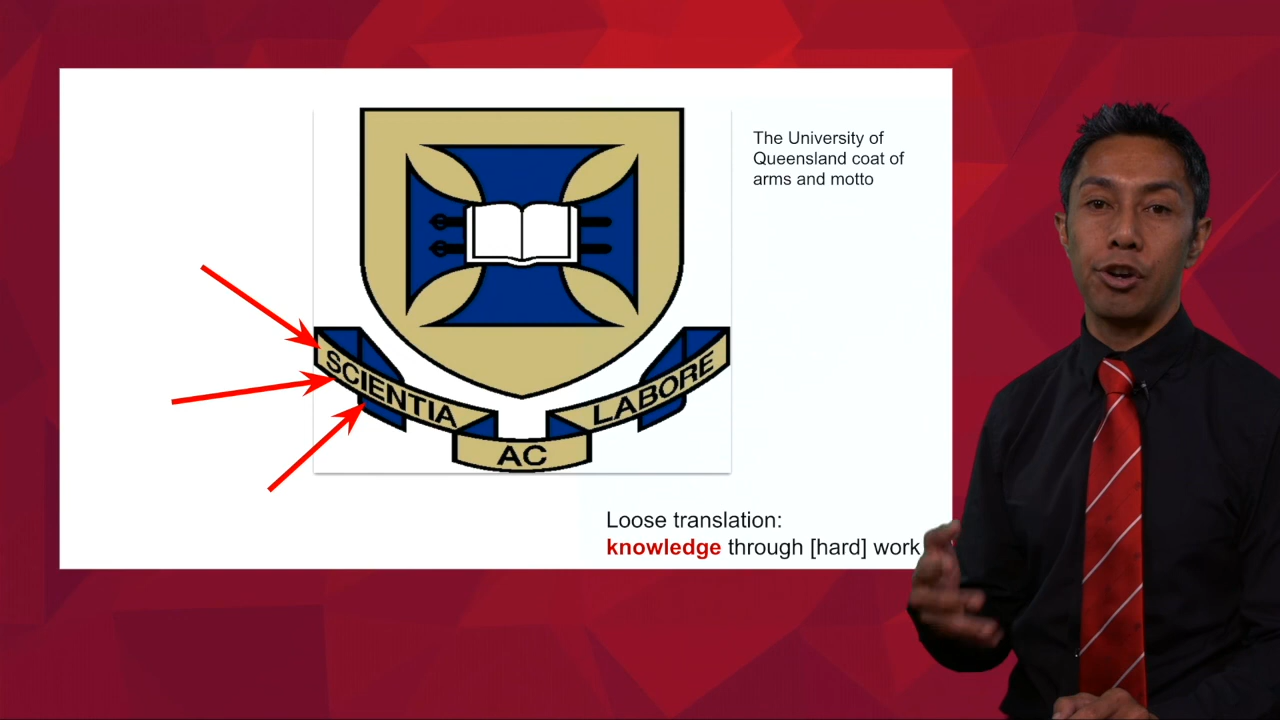 The University of
Queensland coat of
arms and motto
SCIENTIA
AC
LABORE
Loose translation:
knowledge through [hard] work